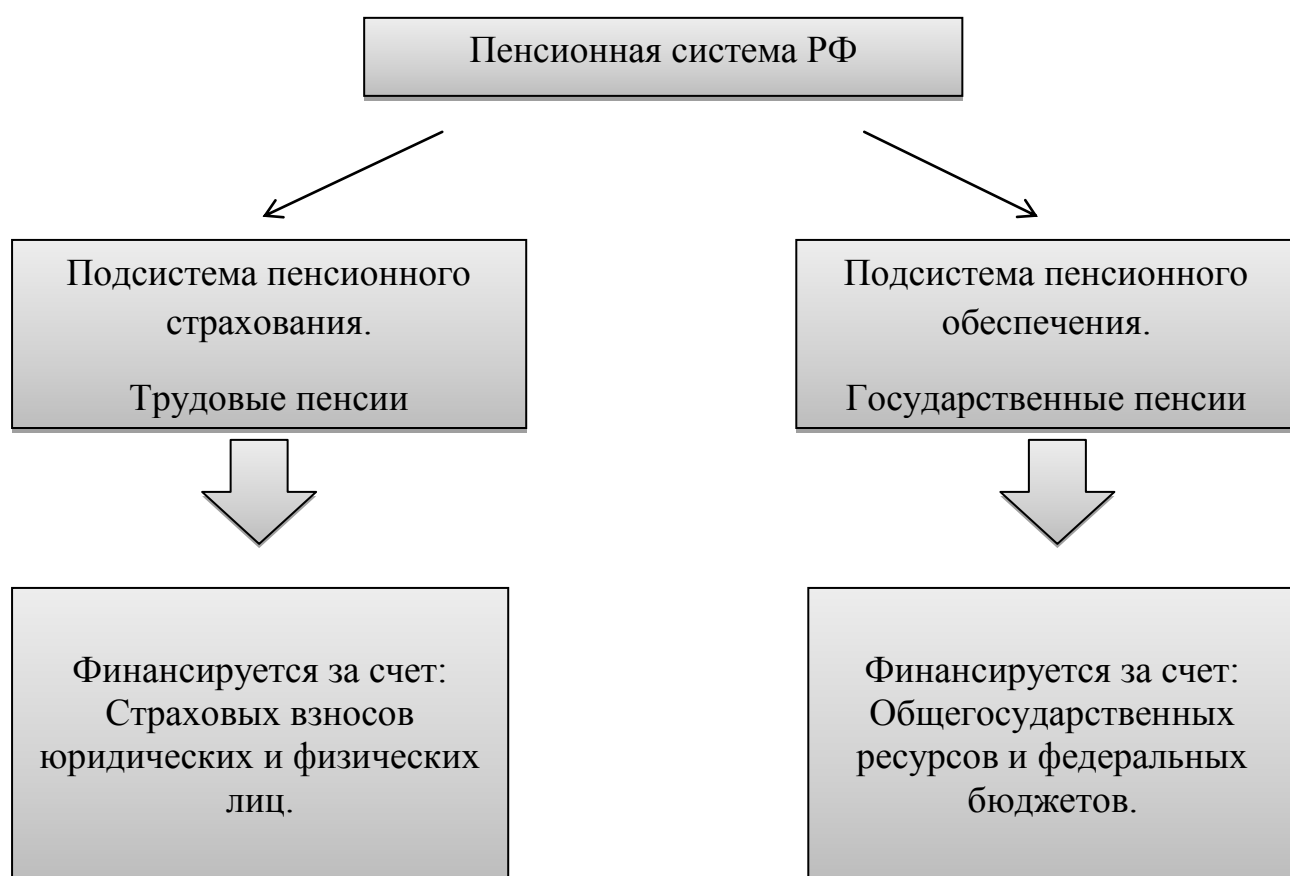 Пенсионная система РФ
Подсистема пенсионного
страхования.
Трудовые пенсии
Подсистема пенсионного
обеспечения.
Государственные пенсии
Финансируется за счет:
Страховых взносов
юридических и физических
лиц.
Финансируется за счет:
Общегосударственных
ресурсов и федеральных
бюджетов.